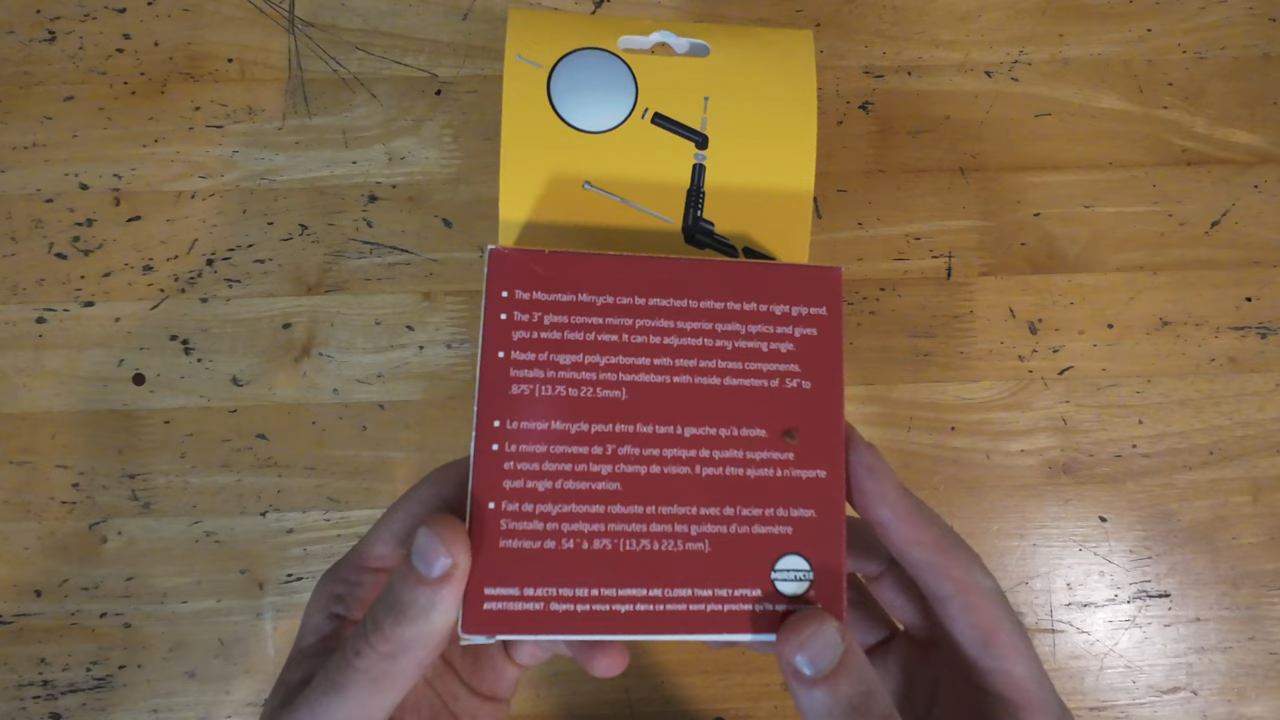 The Mountain Mirrycle can be attached to either the left or right grip end.
The 3" glass convex mirror provides superior quality optics and gives
you a wide field of view. It can be adjusted to any viewing angle.
Made of rugged polycarbonate with steel and brass components.
Installs in minutes into handlebars with inside diameters of .54" to
.875" (13.75 to 22.5mm).
Le miroir Mirrycle peut être fixé tant à gauche qu'à droite.
Le miroir convexe de 3" offre une optique de qualité supérieure
et vous donne un large champ de vision. Il peut être ajusté à n'importe
quel angle d'observation.
Fait de polycarbonate robuste et renforcé avec de l'acier et du laiton.
S'installe en quelques minutes dans les guidons d'un diamètre
intérieur de .54 " à .875 " (13,75 à 22,5 mm).
MIRRYCLE
WARNING: OBJECTS YOU SEE IN THIS MIRROR ARE CLOSER THAN THEY APPEAR.
AVERTISSEMENT : Objets que vous voyez dans ce miroir sont plus proches qu'ils